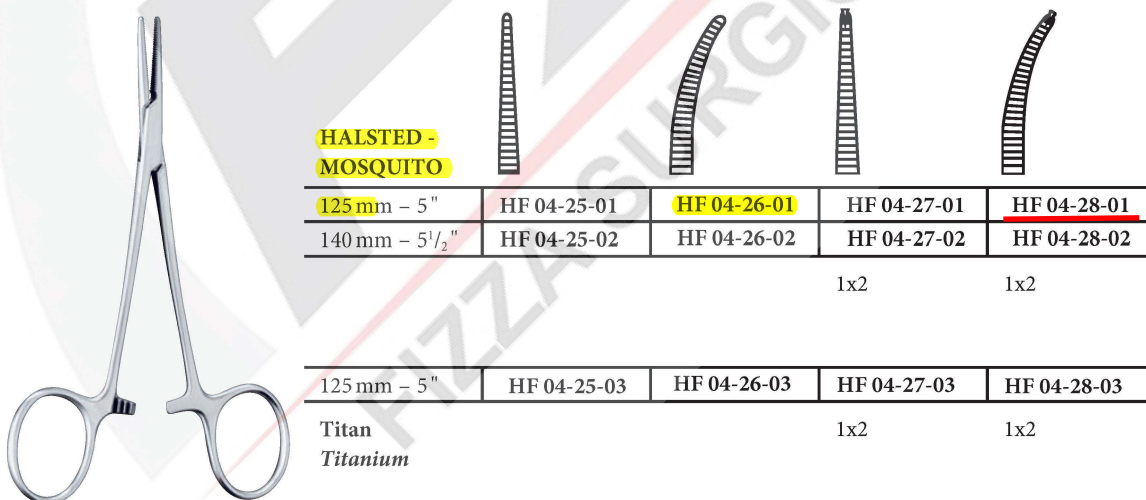 HALSTED -
MOSQUITO
125 mm – 5" HF 04-25-01 HF 04-26-01 HF 04-27-01 HF 04-28-01
140 mm – 5¹/₂" HF 04-25-02 HF 04-26-02 HF 04-27-02 HF 04-28-02
1x2 1x2
125 mm – 5" HF 04-25-03 HF 04-26-03 HF 04-27-03 HF 04-28-03
Titan 1x2 1x2
Titanium
FIZZA SURGIC